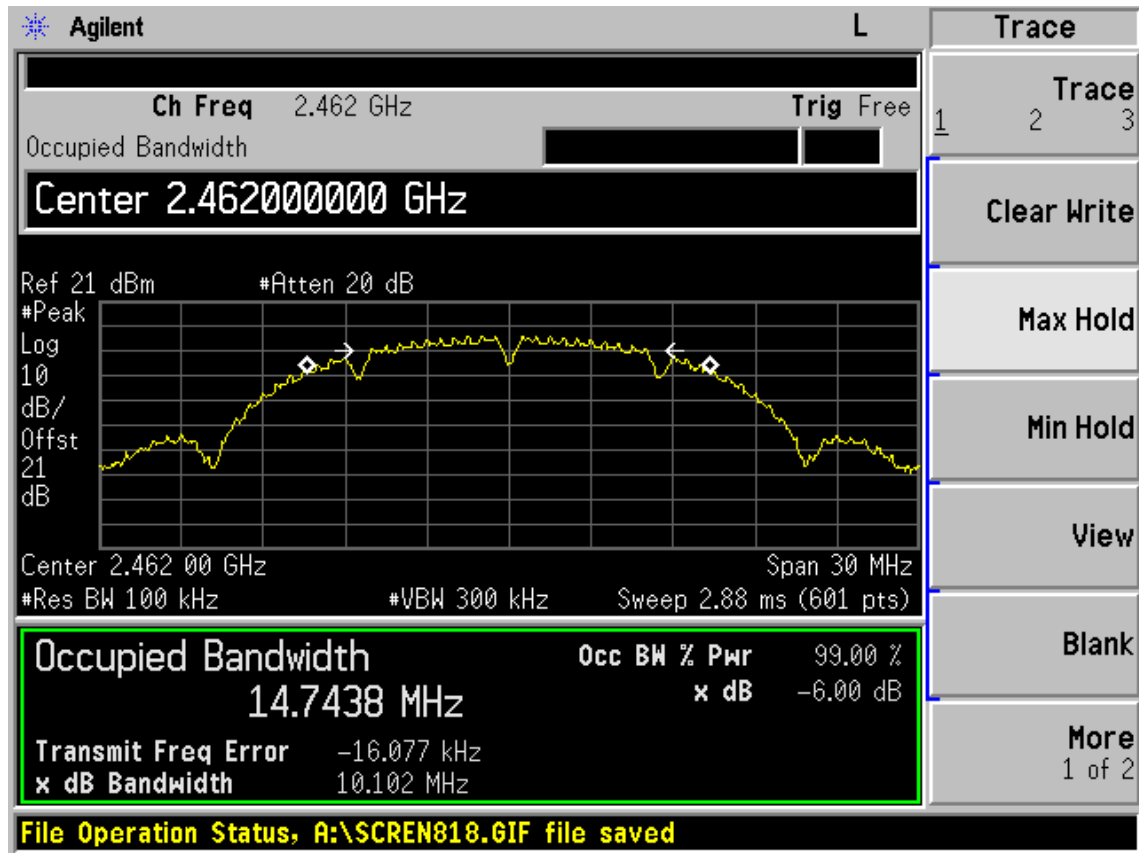 Agilent L
Ch Freq 2.462 GHz Trig Free
Occupied Bandwidth
Center 2.462000000 GHz
Ref 21 dBm #Atten 20 dB
#Peak
Log
10
dB/
Offst
21
dB
Center 2.462 00 GHz Span 30 MHz
#Res BW 100 kHz #VBW 300 kHz Sweep 2.88 ms (601 pts)
Occupied Bandwidth
14.7438 MHz
Occ BW % Pwr 99.00 %
x dB -6.00 dB
Transmit Freq Error -16.077 kHz
x dB Bandwidth 10.102 MHz
File Operation Status, A:\SCREN818.GIF file saved
Trace
Trace
1 2 3
Clear Write
Max Hold
Min Hold
View
Blank
More
1 of 2